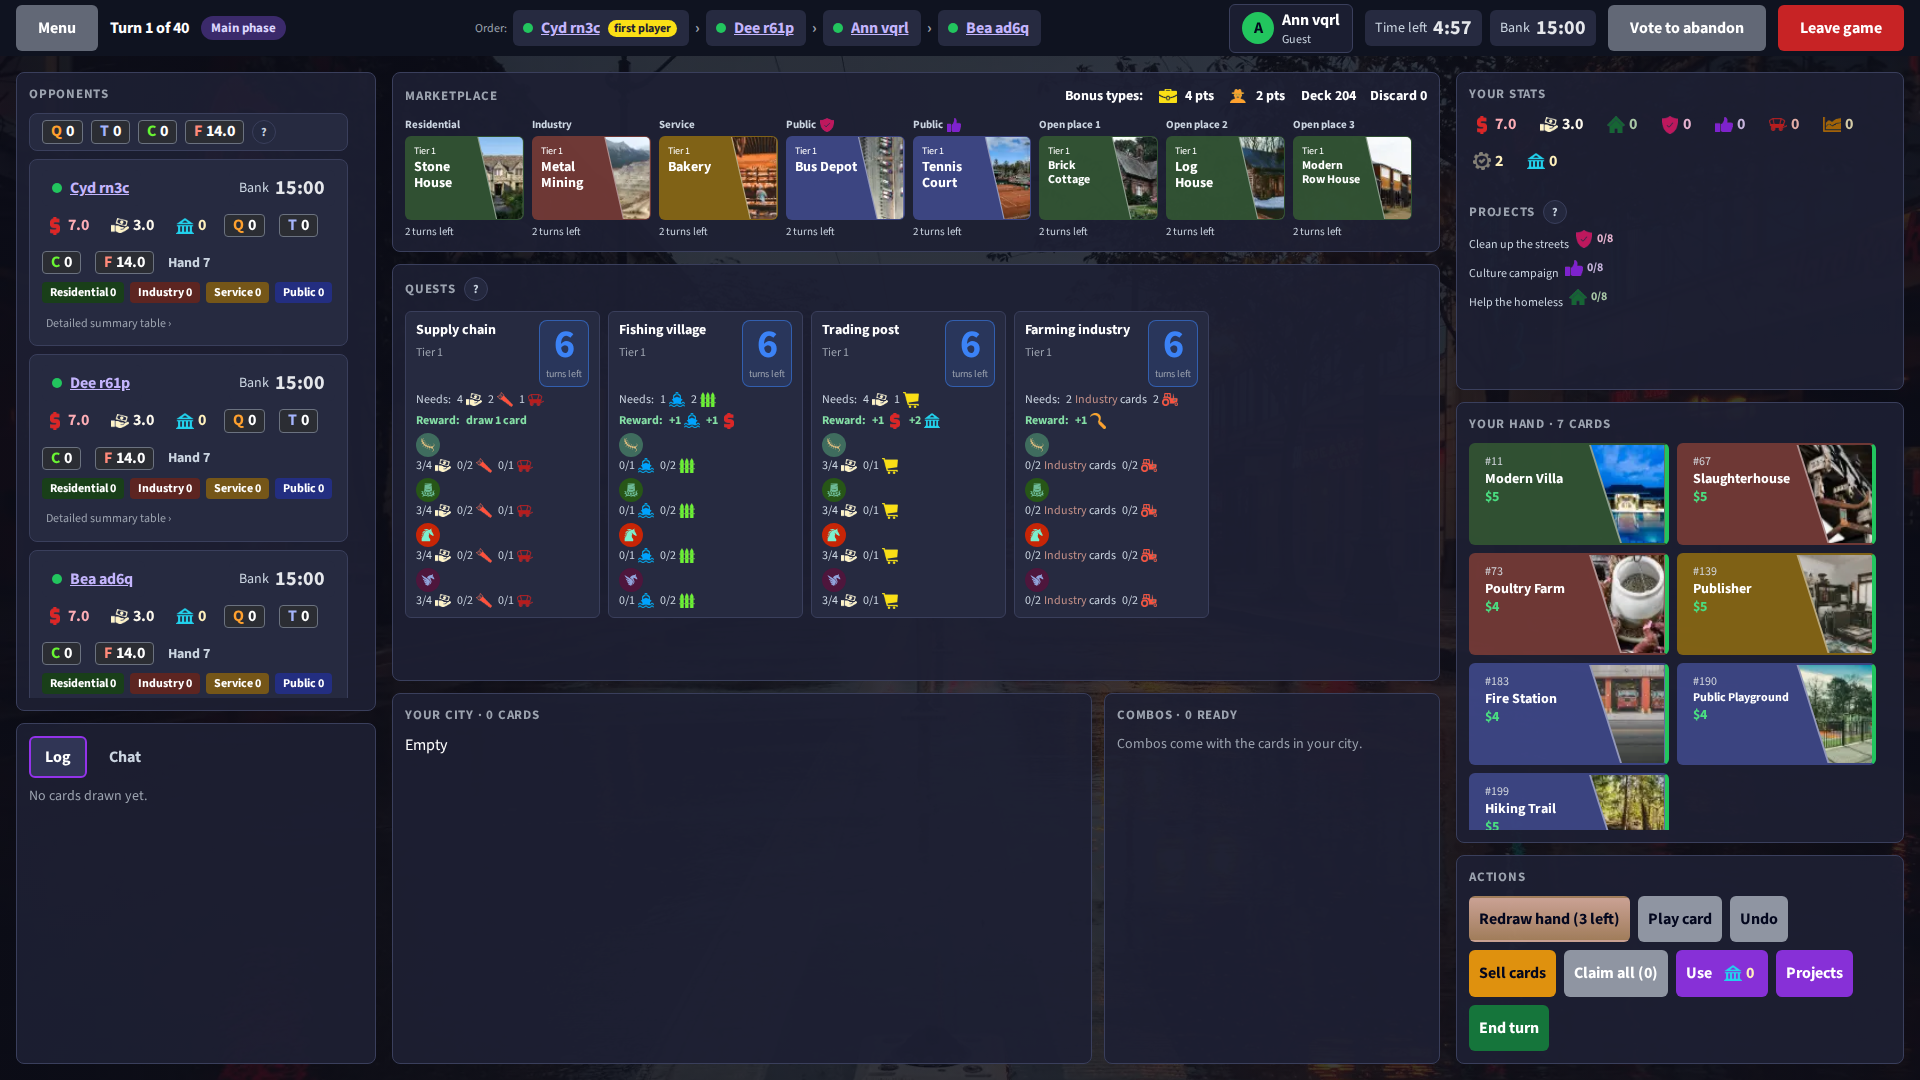 Menu
Turn 1 of 40
Main phase
Order: Cyd rn3c first player › Dee r61p › Ann vqrl › Bea ad6q
A
Ann vqrl
Guest
Time left 4:57
Bank 15:00
Vote to abandon
Leave game
OPPONENTS
Q 0 T 0 C 0 F 14.0 ?
Cyd rn3c Bank 15:00
7.0 3.0 0 Q 0 T 0
C 0 F 14.0 Hand 7
Residential 0 Industry 0 Service 0 Public 0
Detailed summary table ›
Dee r61p Bank 15:00
7.0 3.0 0 Q 0 T 0
C 0 F 14.0 Hand 7
Residential 0 Industry 0 Service 0 Public 0
Detailed summary table ›
Bea ad6q Bank 15:00
7.0 3.0 0 Q 0 T 0
C 0 F 14.0 Hand 7
Residential 0 Industry 0 Service 0 Public 0
Log Chat
No cards drawn yet.
MARKETPLACE
Bonus types: 4 pts 2 pts Deck 204 Discard 0
Residential
Tier 1
Stone
House
2 turns left
Industry
Tier 1
Metal
Mining
2 turns left
Service
Tier 1
Bakery
2 turns left
Public
Tier 1
Bus Depot
2 turns left
Public
Tier 1
Tennis
Court
2 turns left
Open place 1
Tier 1
Brick
Cottage
2 turns left
Open place 2
Tier 1
Log
House
2 turns left
Open place 3
Tier 1
Modern
Row House
2 turns left
QUESTS ?
Supply chain
Tier 1
6
turns left
Needs: 4 2 1
Reward: draw 1 card
3/4 0/2 0/1
3/4 0/2 0/1
3/4 0/2 0/1
3/4 0/2 0/1
Fishing village
Tier 1
6
turns left
Needs: 1 2
Reward: +1 +1
0/1 0/2
0/1 0/2
0/1 0/2
0/1 0/2
Trading post
Tier 1
6
turns left
Needs: 4 1
Reward: +1 +2
3/4 0/1
3/4 0/1
3/4 0/1
3/4 0/1
Farming industry
Tier 1
6
turns left
Needs: 2 Industry cards 2
Reward: +1
0/2 Industry cards 0/2
0/2 Industry cards 0/2
0/2 Industry cards 0/2
0/2 Industry cards 0/2
YOUR CITY · 0 CARDS
Empty
COMBOS · 0 READY
Combos come with the cards in your city.
YOUR STATS
7.0 3.0 0 0 0 0 0
2 0
PROJECTS ?
Clean up the streets 0/8
Culture campaign 0/8
Help the homeless 0/8
YOUR HAND · 7 CARDS
#11
Modern Villa
$5
#67
Slaughterhouse
$5
#73
Poultry Farm
$4
#139
Publisher
$5
#183
Fire Station
$4
#190
Public Playground
$4
#199
Hiking Trail
$5
ACTIONS
Redraw hand (3 left) Play card Undo
Sell cards Claim all (0) Use 0 Projects
End turn